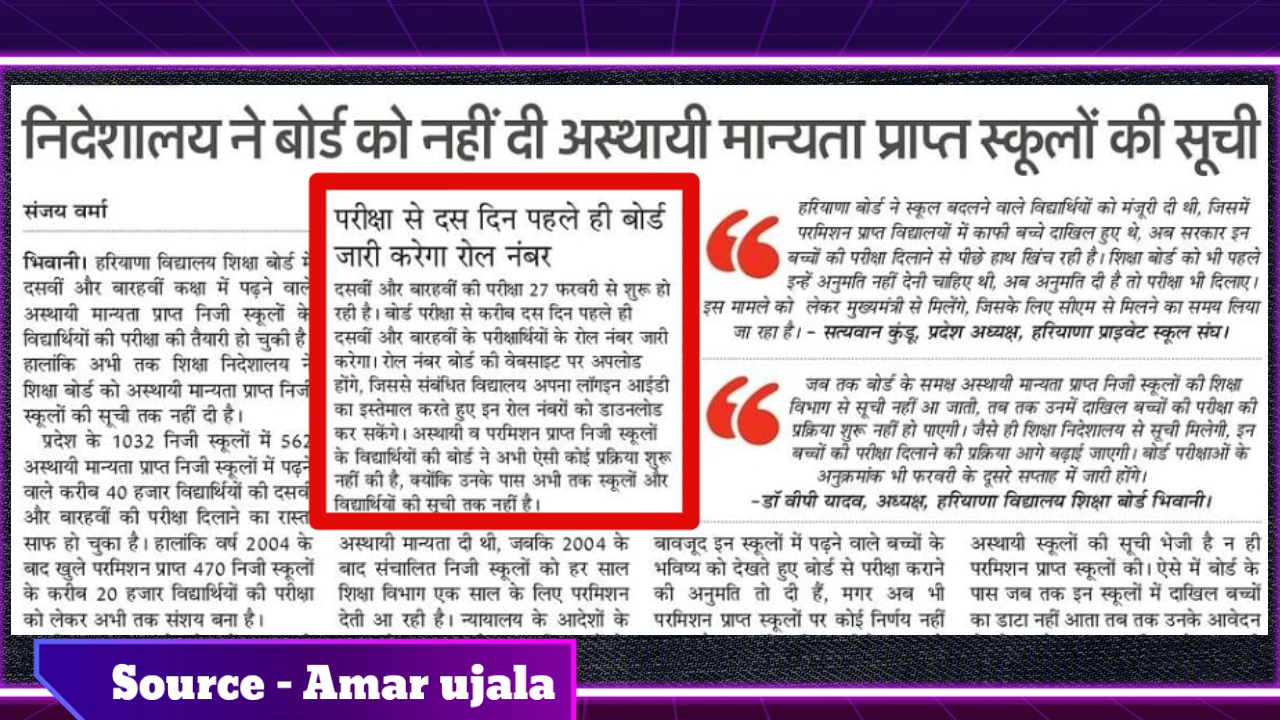 निदेशालय ने बोर्ड को नहीं दी अस्थायी मान्यता प्राप्त स्कूलों की सूची
संजय वर्मा
भिवानी। हरियाणा विद्यालय शिक्षा बोर्ड में
दसवीं और बारहवीं कक्षा में पढ़ने वाले
अस्थायी मान्यता प्राप्त निजी स्कूलों के
विद्यार्थियों की परीक्षा की तैयारी हो चुकी है
हालांकि अभी तक शिक्षा निदेशालय ने
शिक्षा बोर्ड को अस्थायी मान्यता प्राप्त निजी
स्कूलों की सूची तक नहीं दी है।
प्रदेश के 1032 निजी स्कूलों में 562
अस्थायी मान्यता प्राप्त निजी स्कूलों में पढ़ने
वाले करीब 40 हजार विद्यार्थियों की दसवीं
और बारहवीं की परीक्षा दिलाने का रास्ता
साफ हो चुका है। हालांकि वर्ष 2004 के
बाद खुले परमिशन प्राप्त 470 निजी स्कूलों
के करीब 20 हजार विद्यार्थियों की परीक्षा
को लेकर अभी तक संशय बना है।
परीक्षा से दस दिन पहले ही बोर्ड
जारी करेगा रोल नंबर
दसवीं और बारहवीं की परीक्षा 27 फरवरी से शुरू हो
रही है। बोर्ड परीक्षा से करीब दस दिन पहले ही
दसवीं और बारहवीं के परीक्षार्थियों के रोल नंबर जारी
करेगा। रोल नंबर बोर्ड की वेबसाइट पर अपलोड
होंगे, जिससे संबंधित विद्यालय अपना लॉगइन आईडी
का इस्तेमाल करते हुए इन रोल नंबरों को डाउनलोड
कर सकेंगे। अस्थायी व परमिशन प्राप्त निजी स्कूलों
के विद्यार्थियों की बोर्ड ने अभी ऐसी कोई प्रक्रिया शुरू
नहीं की है, क्योंकि उनके पास अभी तक स्कूलों और
विद्यार्थियों की सूची तक नहीं है।
अस्थायी मान्यता दी थी, जबकि 2004 के
बाद संचालित निजी स्कूलों को हर साल
शिक्षा विभाग एक साल के लिए परमिशन
देती आ रही है। न्यायालय के आदेशों के
हरियाणा बोर्ड ने स्कूल बदलने वाले विद्यार्थियों को मंजूरी दी थी, जिसमें
परमिशन प्राप्त विद्यालयों में काफी बच्चे दाखिल हुए थे, अब सरकार इन
बच्चों की परीक्षा दिलाने से पीछे हाथ खिंच रही है। शिक्षा बोर्ड को भी पहले
इन्हें अनुमति नहीं देनी चाहिए थी, अब अनुमति दी है तो परीक्षा भी दिलाए।
इस मामले को लेकर मुख्यमंत्री से मिलेंगे, जिसके लिए सीएम से मिलने का समय लिया
जा रहा है। - सत्यवान कुंडू, प्रदेश अध्यक्ष, हरियाणा प्राइवेट स्कूल संघ।
जब तक बोर्ड के समक्ष अस्थायी मान्यता प्राप्त निजी स्कूलों की शिक्षा
विभाग से सूची नहीं आ जाती, तब तक उनमें दाखिल बच्चों की परीक्षा की
प्रक्रिया शुरू नहीं हो पाएगी। जैसे ही शिक्षा निदेशालय से सूची मिलेगी, इन
बच्चों की परीक्षा दिलाने की प्रक्रिया आगे बढ़ाई जाएगी। बोर्ड परीक्षाओं के
अनुक्रमांक भी फरवरी के दूसरे सप्ताह में जारी होंगे।
-डॉ वीपी यादव, अध्यक्ष, हरियाणा विद्यालय शिक्षा बोर्ड भिवानी।
बावजूद इन स्कूलों में पढ़ने वाले बच्चों के
भविष्य को देखते हुए बोर्ड से परीक्षा कराने
की अनुमति तो दी हैं, मगर अब भी
परमिशन प्राप्त स्कूलों पर कोई निर्णय नहीं
अस्थायी स्कूलों की सूची भेजी है न ही
परमिशन प्राप्त स्कूलों की। ऐसे में बोर्ड के
पास जब तक इन स्कूलों में दाखिल बच्चों
का डाटा नहीं आता तब तक उनके आवेदन
Source - Amar ujala